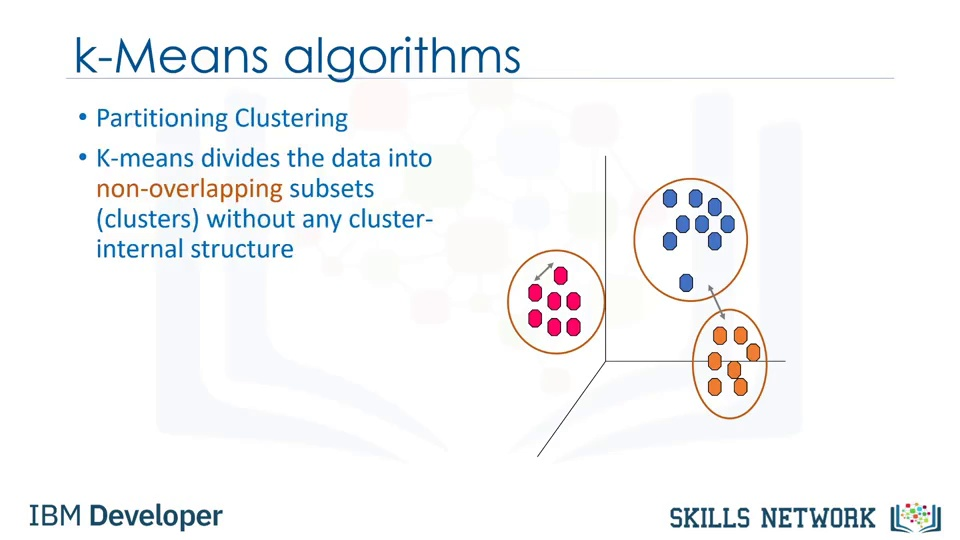 k-Means algorithms
• Partitioning Clustering
• K-means divides the data into
non-overlapping subsets
(clusters) without any cluster-
internal structure
IBM Developer
SKILLS NETWORK